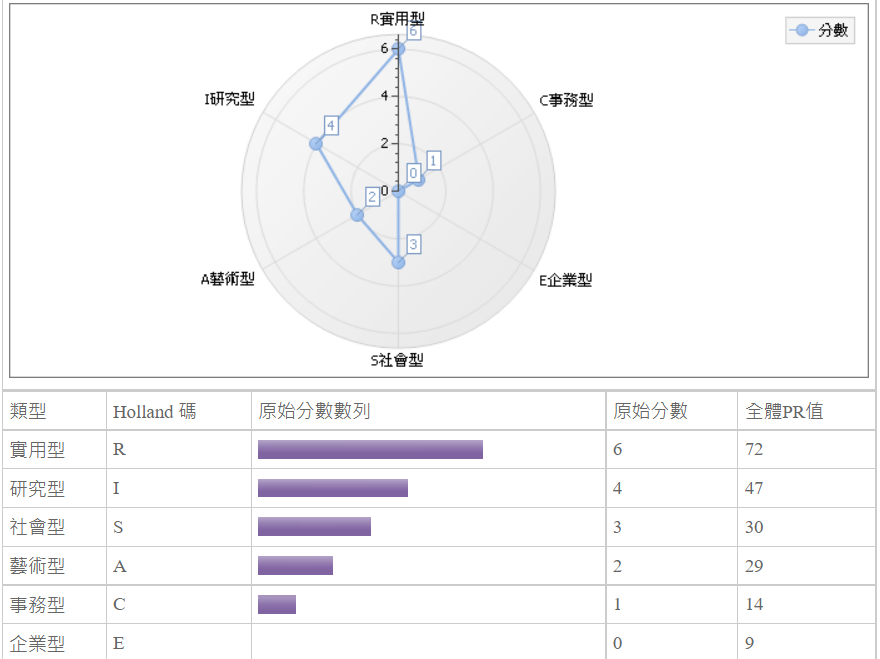 R實用型
6
分數
6
I研究型
C事務型
4
4
2
1
0
2
0
3
A藝術型
E企業型
S社會型
類型 Holland 碼 原始分數數列 原始分數 全體PR值
實用型 R 6 72
研究型 I 4 47
社會型 S 3 30
藝術型 A 2 29
事務型 C 1 14
企業型 E 0 9